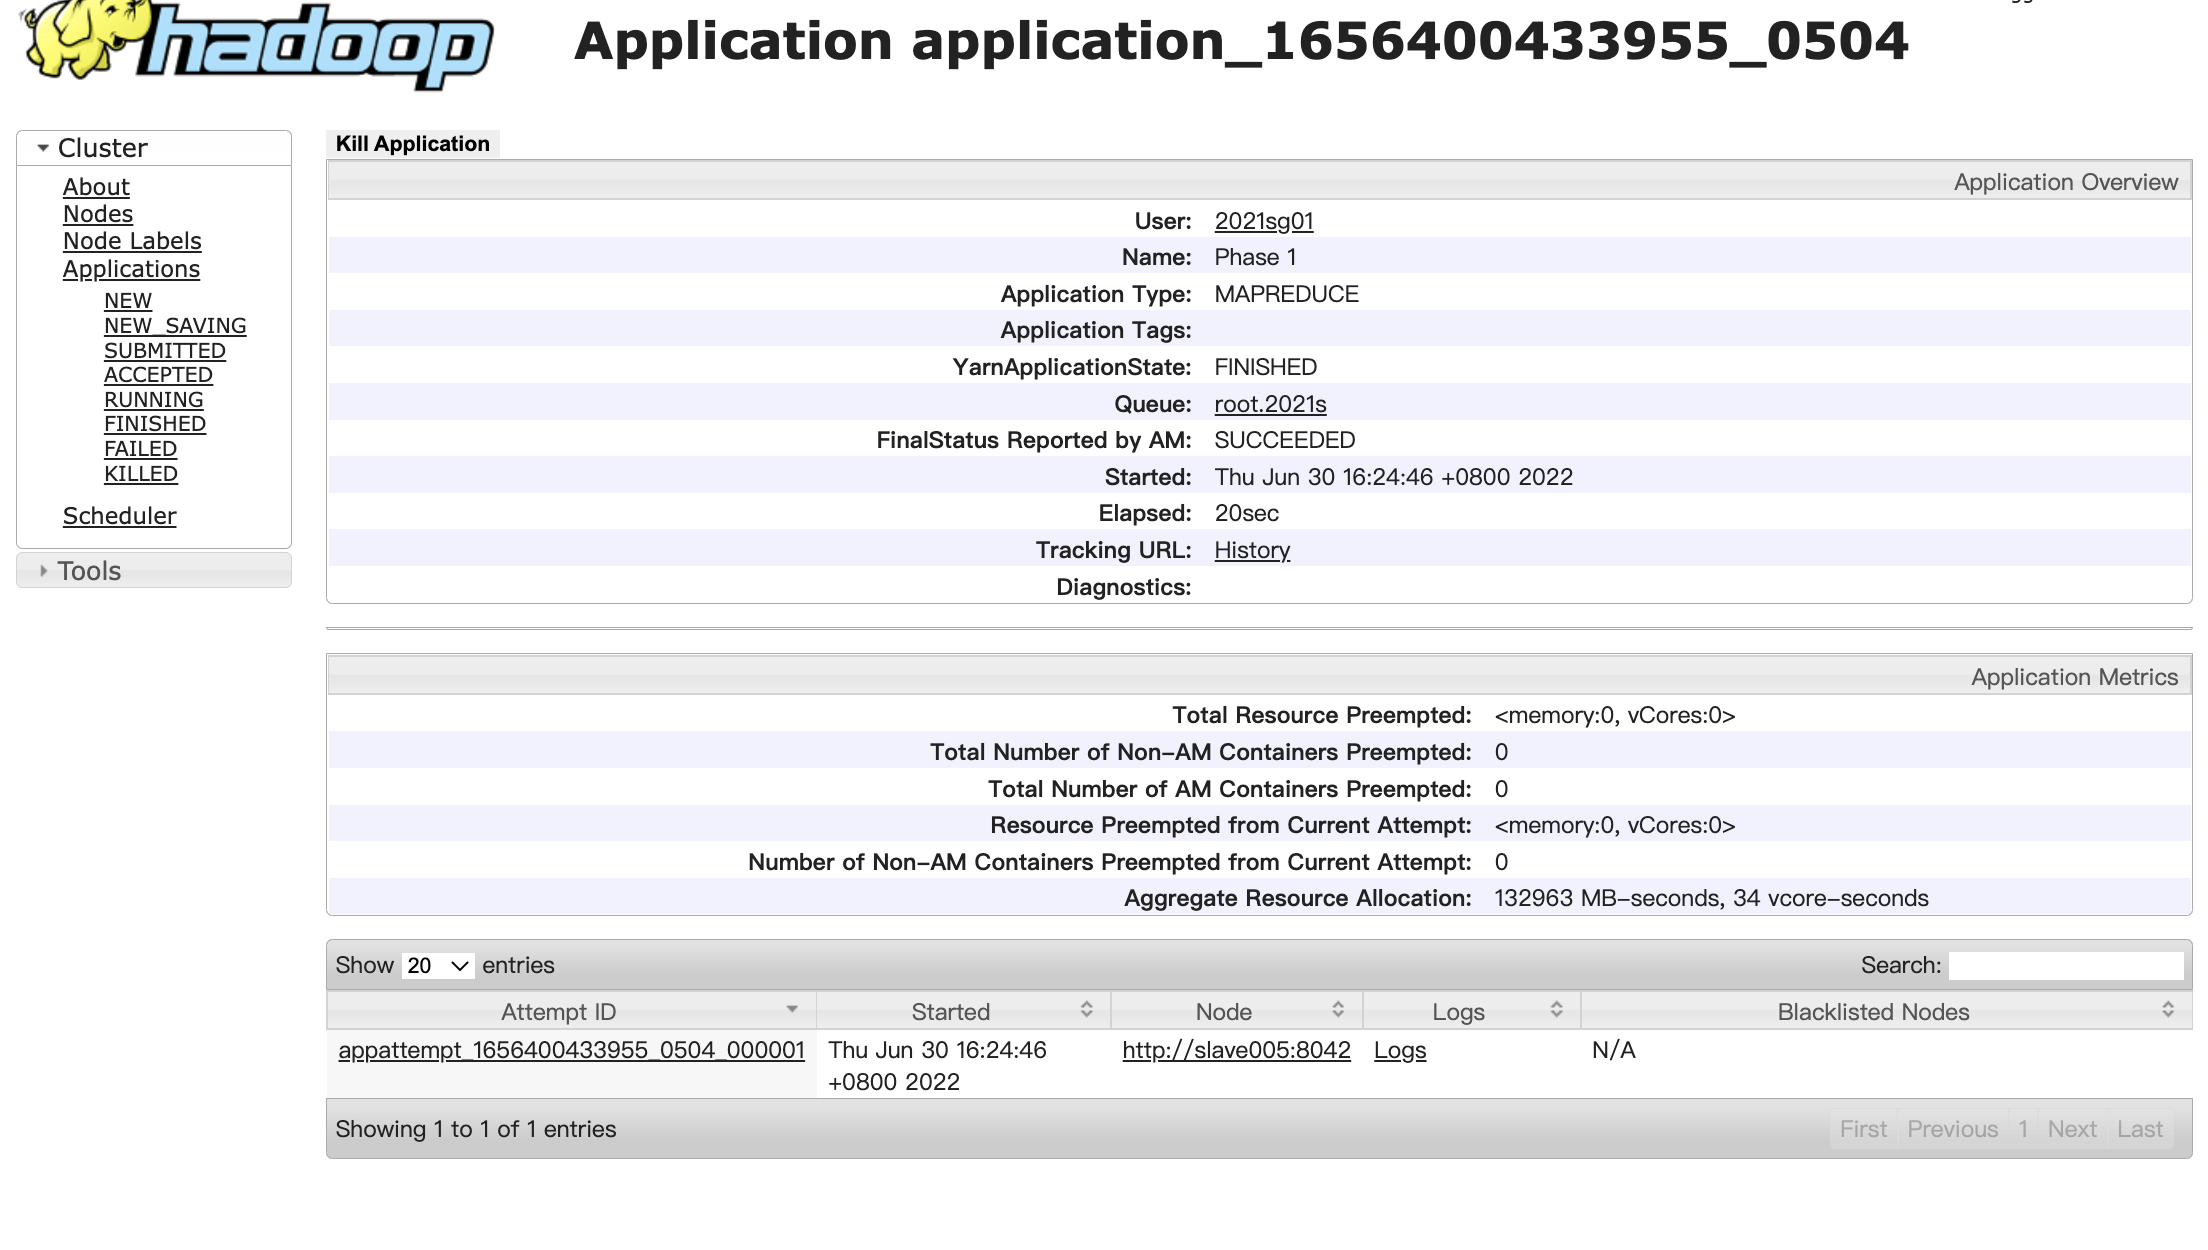 hadoop
Application application_1656400433955_0504
Cluster
About
Nodes
Node Labels
Applications
NEW
NEW_SAVING
SUBMITTED
ACCEPTED
RUNNING
FINISHED
FAILED
KILLED
Scheduler
Tools
Kill Application
Application Overview
User: 2021sg01
Name: Phase 1
Application Type: MAPREDUCE
Application Tags:
YarnApplicationState: FINISHED
Queue: root.2021s
FinalStatus Reported by AM: SUCCEEDED
Started: Thu Jun 30 16:24:46 +0800 2022
Elapsed: 20sec
Tracking URL: History
Diagnostics:
Application Metrics
Total Resource Preempted: <memory:0, vCores:0>
Total Number of Non-AM Containers Preempted: 0
Total Number of AM Containers Preempted: 0
Resource Preempted from Current Attempt: <memory:0, vCores:0>
Number of Non-AM Containers Preempted from Current Attempt: 0
Aggregate Resource Allocation: 132963 MB-seconds, 34 vcore-seconds
Show 20 entries Search:
Attempt ID Started Node Logs Blacklisted Nodes
appattempt_1656400433955_0504_000001 Thu Jun 30 16:24:46 http://slave005:8042 Logs N/A
+0800 2022
Showing 1 to 1 of 1 entries First Previous 1 Next Last